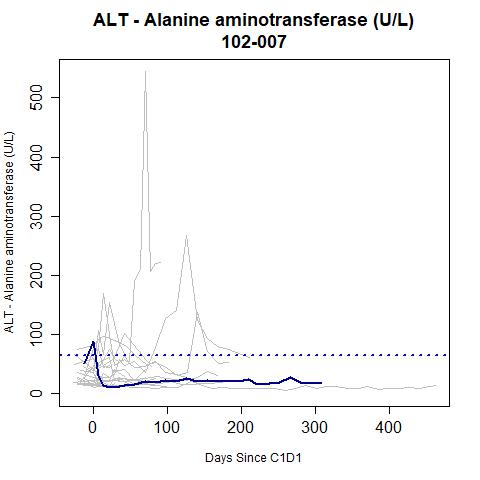 ALT - Alanine aminotransferase (U/L)
102-007
ALT - Alanine aminotransferase (U/L)
500
400
300
200
100
0
0 100 200 300 400
Days Since C1D1